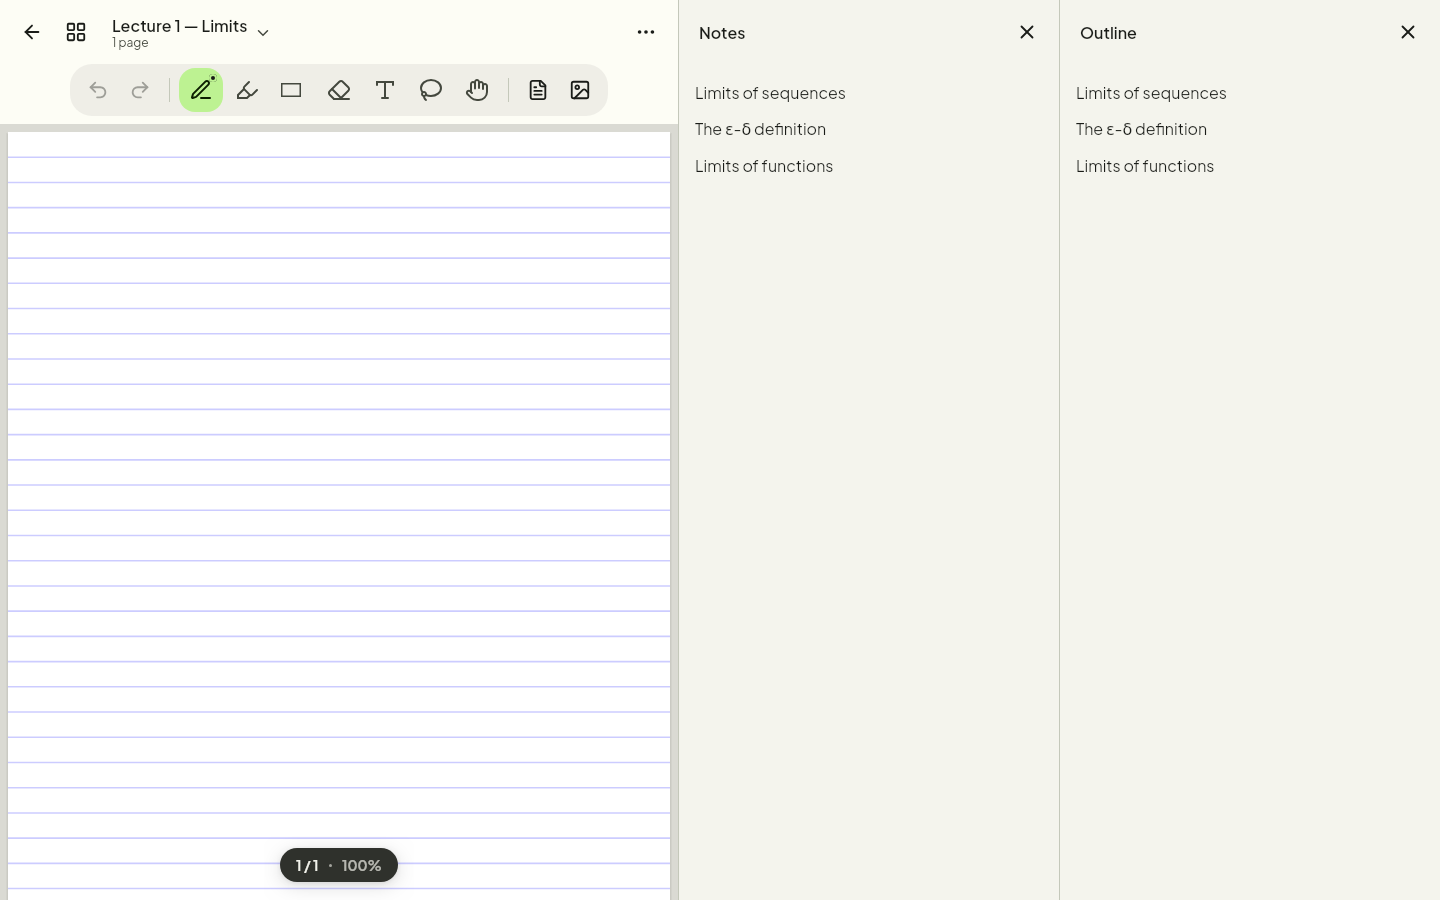 Lecture 1 — Limits
1 page
1 / 1 · 100%
Notes
Limits of sequences
The ε-δ definition
Limits of functions
Outline
Limits of sequences
The ε-δ definition
Limits of functions